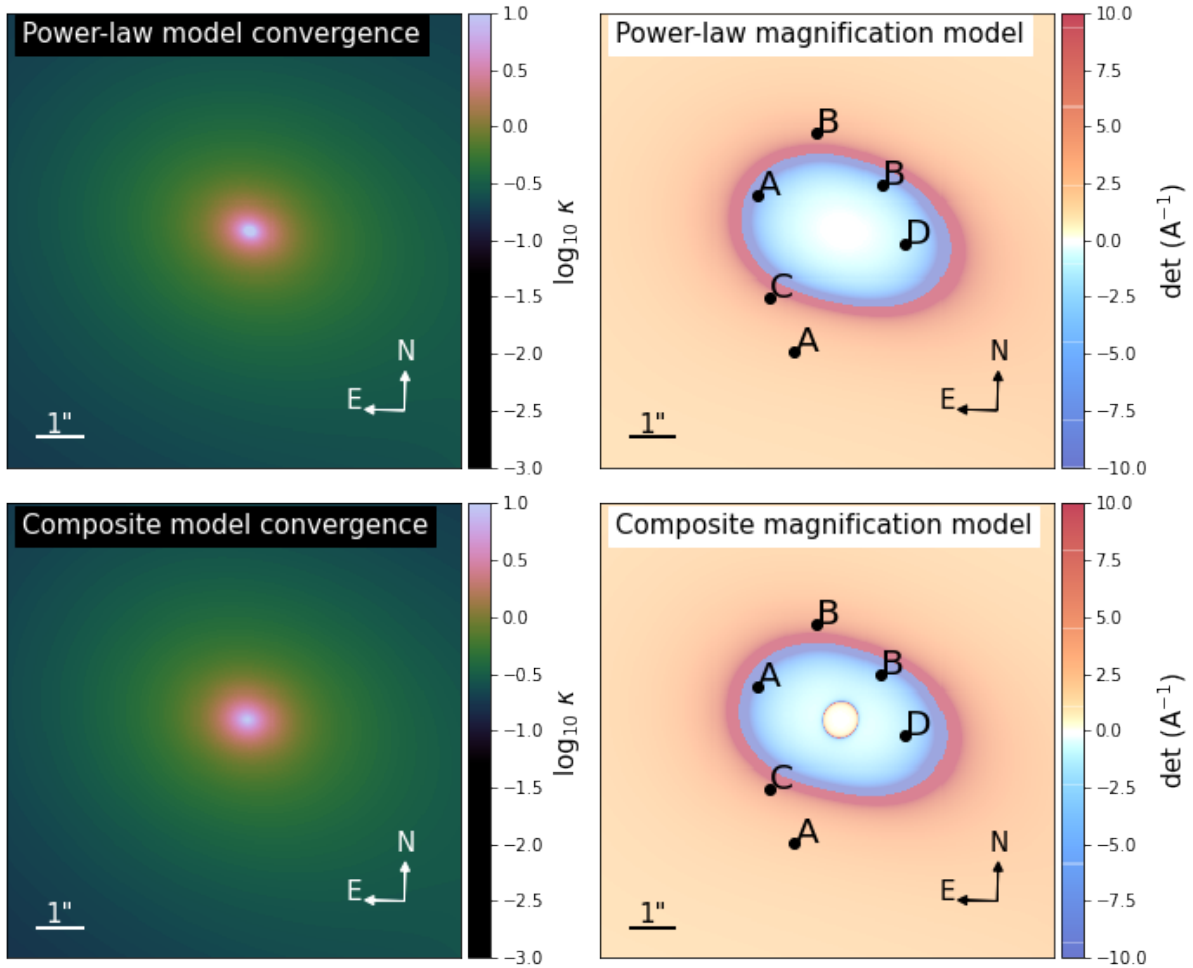 Power-law model convergence
N
E
1"
1.0
0.5
0.0
−0.5
−1.0
−1.5
−2.0
−2.5
−3.0
log₁₀ κ
Power-law magnification model
B
B
A
D
C
A
N
E
1"
10.0
7.5
5.0
2.5
0.0
−2.5
−5.0
−7.5
−10.0
det (A⁻¹)
Composite model convergence
N
E
1"
1.0
0.5
0.0
−0.5
−1.0
−1.5
−2.0
−2.5
−3.0
log₁₀ κ
Composite magnification model
B
B
A
D
C
A
N
E
1"
10.0
7.5
5.0
2.5
0.0
−2.5
−5.0
−7.5
−10.0
det (A⁻¹)